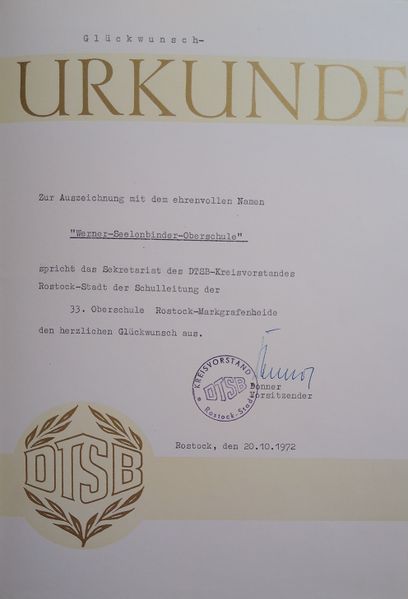 Glückwunsch-
URKUNDE
Zur Auszeichnung mit dem ehrenvollen Namen
"Werner-Seelenbinder-Oberschule"
spricht das Sekretariat des DTSB-Kreisvorstandes
Rostock-Stadt der Schulleitung der
33. Oberschule Rostock-Markgrafenheide
den herzlichen Glückwunsch aus.
KREISVORSTAND
DTSB
Rostock-Stadt
Donner
Vorsitzender
Rostock, den 20.10.1972
DTSB